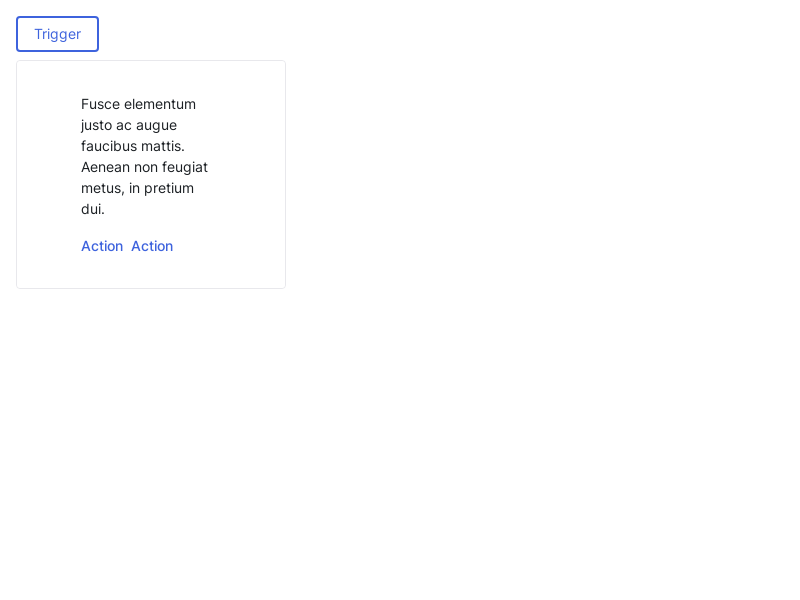 Trigger
Fusce elementum
justo ac augue
faucibus mattis.
Aenean non feugiat
metus, in pretium
dui.
Action Action